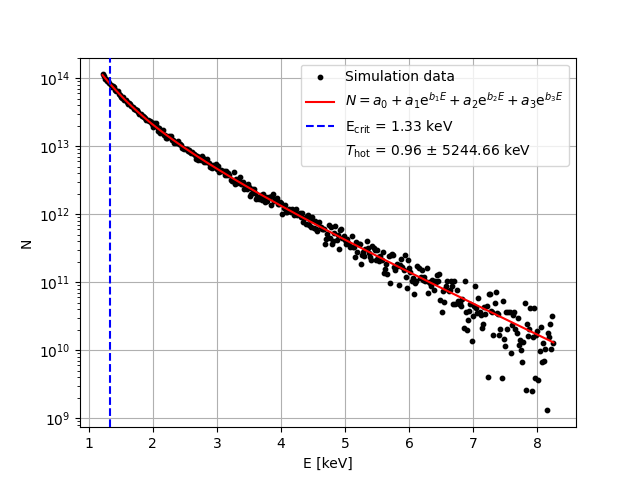 Simulation data
N = a₀ + a₁e^{b₁E} + a₂e^{b₂E} + a₃e^{b₃E}
E_crit = 1.33 keV
T_hot = 0.96 ± 5244.66 keV
N
10¹⁴
10¹³
10¹²
10¹¹
10¹⁰
10⁹
1 2 3 4 5 6 7 8
E [keV]